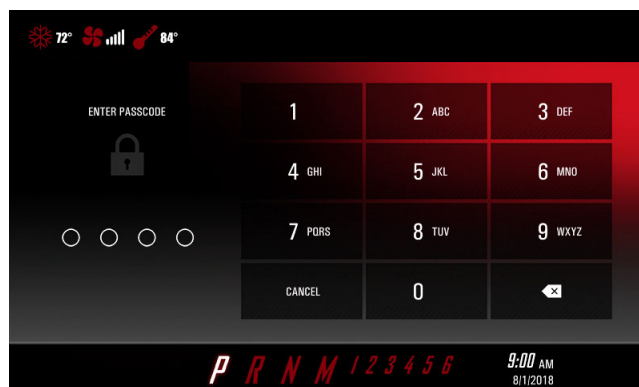 72° 84°
ENTER PASSCODE
1 2 ABC 3 DEF
4 GHI 5 JKL 6 MNO
7 PQRS 8 TUV 9 WXYZ
CANCEL 0
P R N M 1 2 3 4 5 6
9:00 AM
8/1/2018